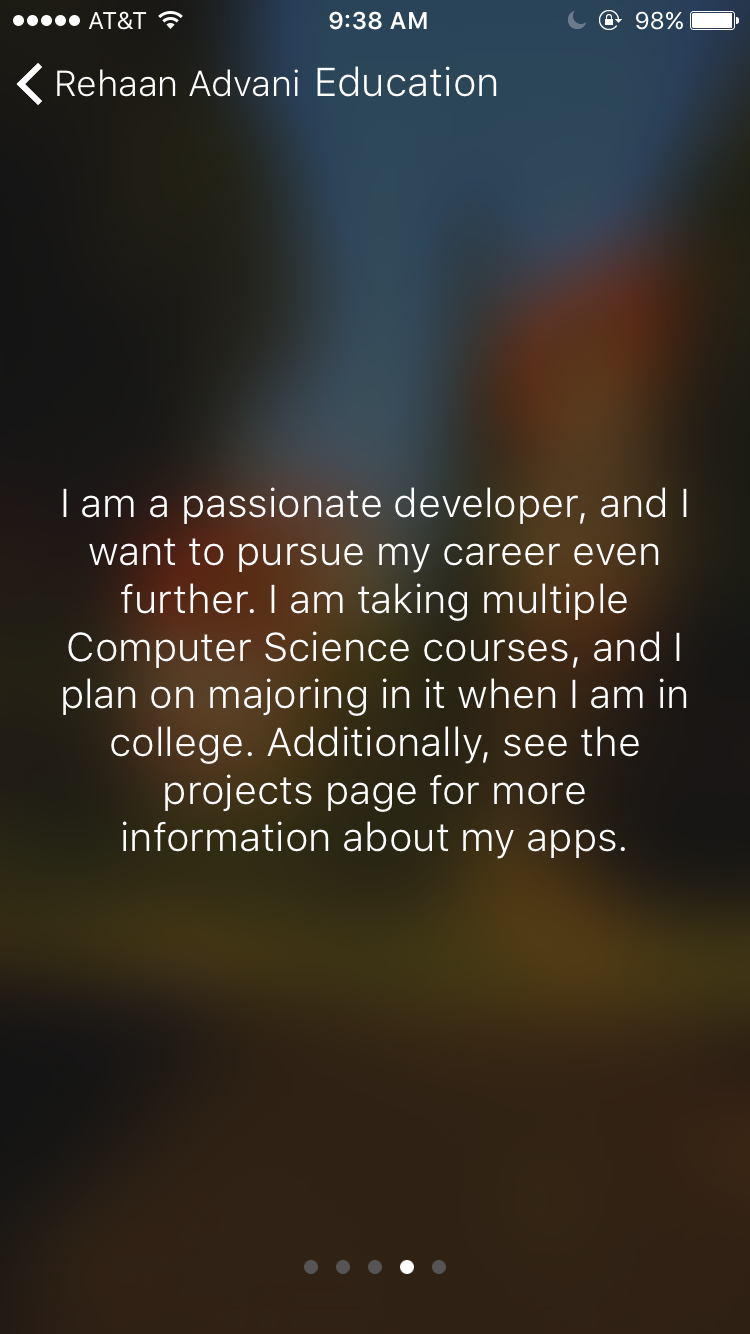 AT&T 9:38 AM 98%
Rehaan Advani Education
I am a passionate developer, and I
want to pursue my career even
further. I am taking multiple
Computer Science courses, and I
plan on majoring in it when I am in
college. Additionally, see the
projects page for more
information about my apps.